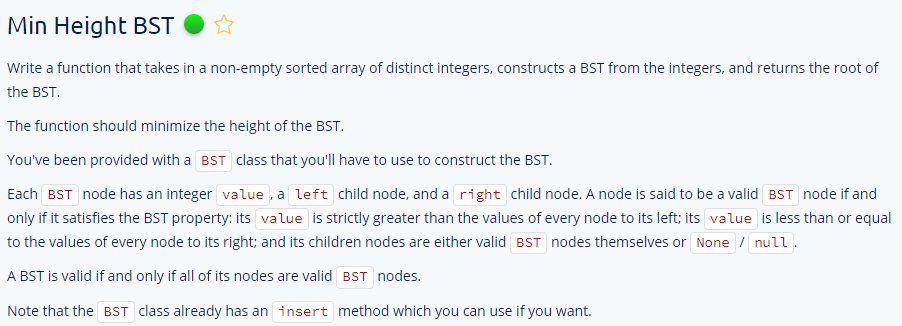 Min Height BST
Write a function that takes in a non-empty sorted array of distinct integers, constructs a BST from the integers, and returns the root of
the BST.
The function should minimize the height of the BST.
You've been provided with a BST class that you'll have to use to construct the BST.
Each BST node has an integer value , a left child node, and a right child node. A node is said to be a valid BST node if and
only if it satisfies the BST property: its value is strictly greater than the values of every node to its left; its value is less than or equal
to the values of every node to its right; and its children nodes are either valid BST nodes themselves or None / null .
A BST is valid if and only if all of its nodes are valid BST nodes.
Note that the BST class already has an insert method which you can use if you want.